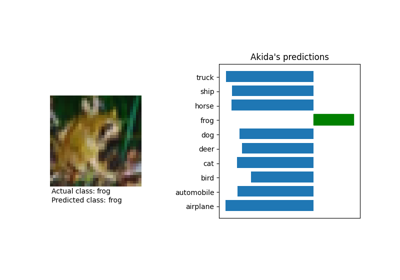 Akida's predictions
truck
ship
horse
frog
dog
deer
cat
bird
automobile
airplane
Actual class: frog
Predicted class: frog